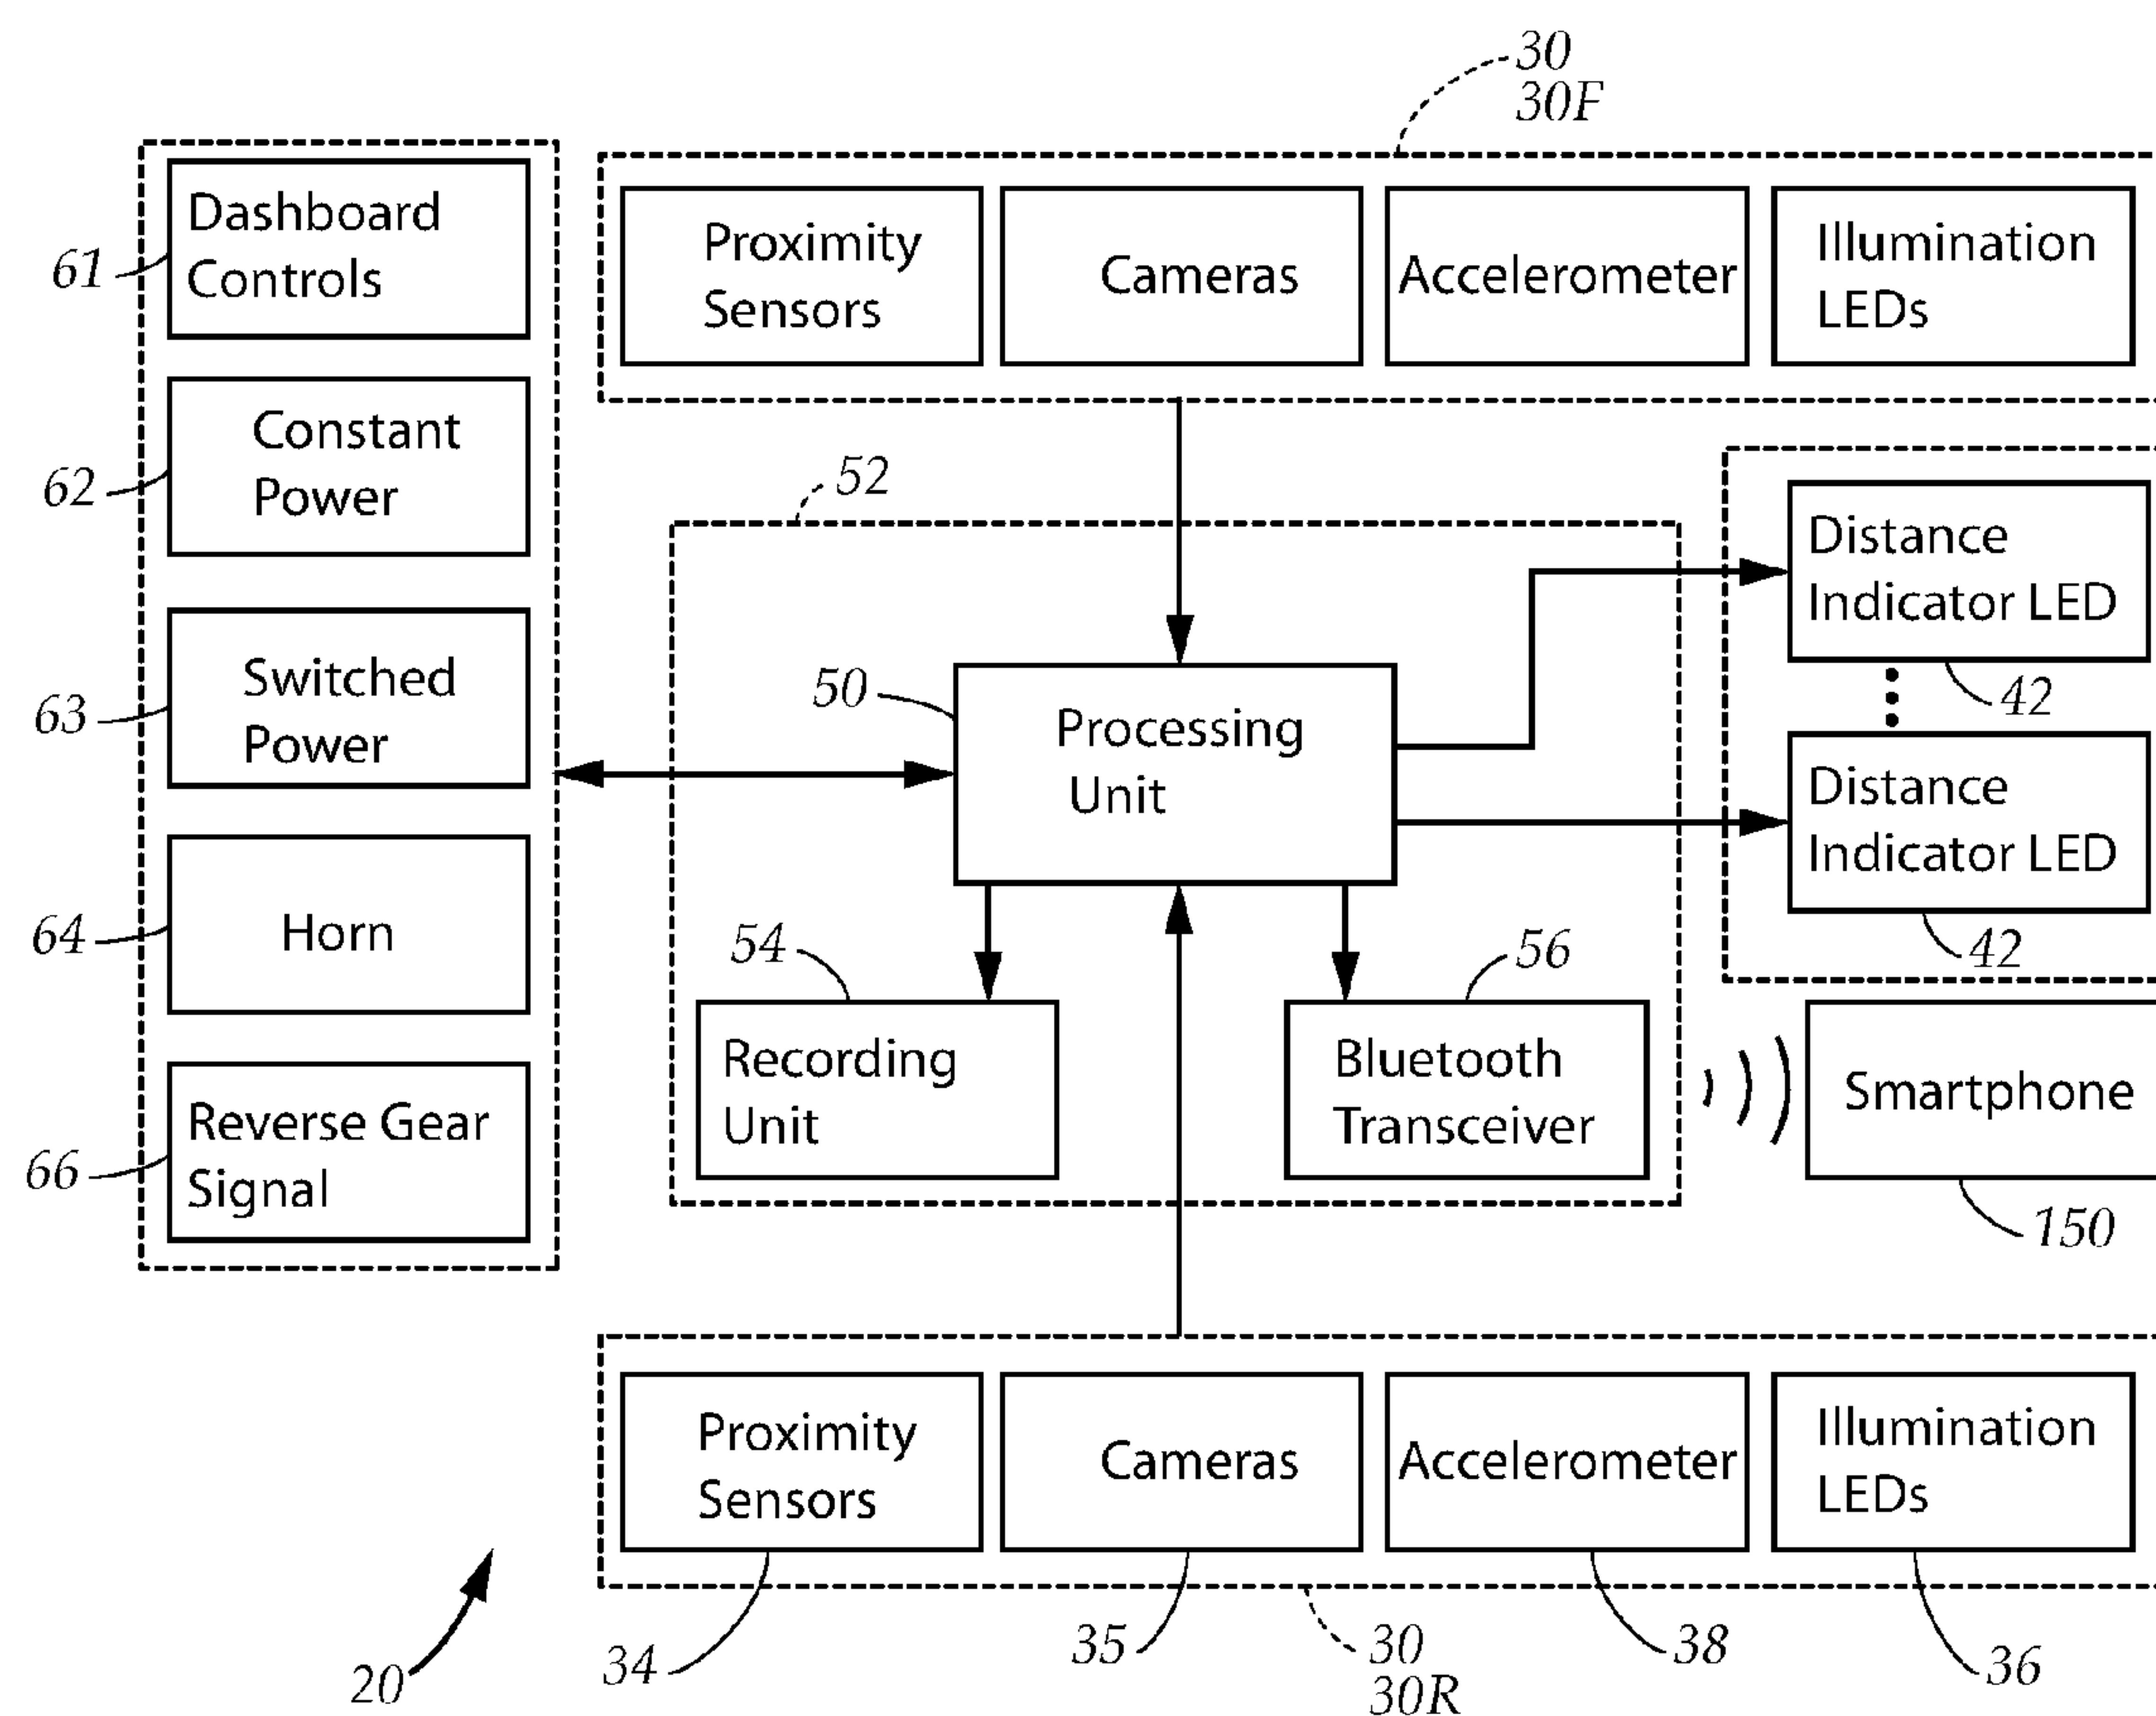 30
30F
Dashboard
Controls
61
Proximity
Sensors
Cameras
Accelerometer
Illumination
LEDs
Constant
Power
62
52
Distance
Indicator LED
42
Switched
Power
63
50
Processing
Unit
Distance
Indicator LED
42
Horn
64
54
56
Recording
Unit
Bluetooth
Transceiver
Smartphone
150
Reverse Gear
Signal
66
Proximity
Sensors
Cameras
Accelerometer
Illumination
LEDs
20
34
35
30
30R
38
36